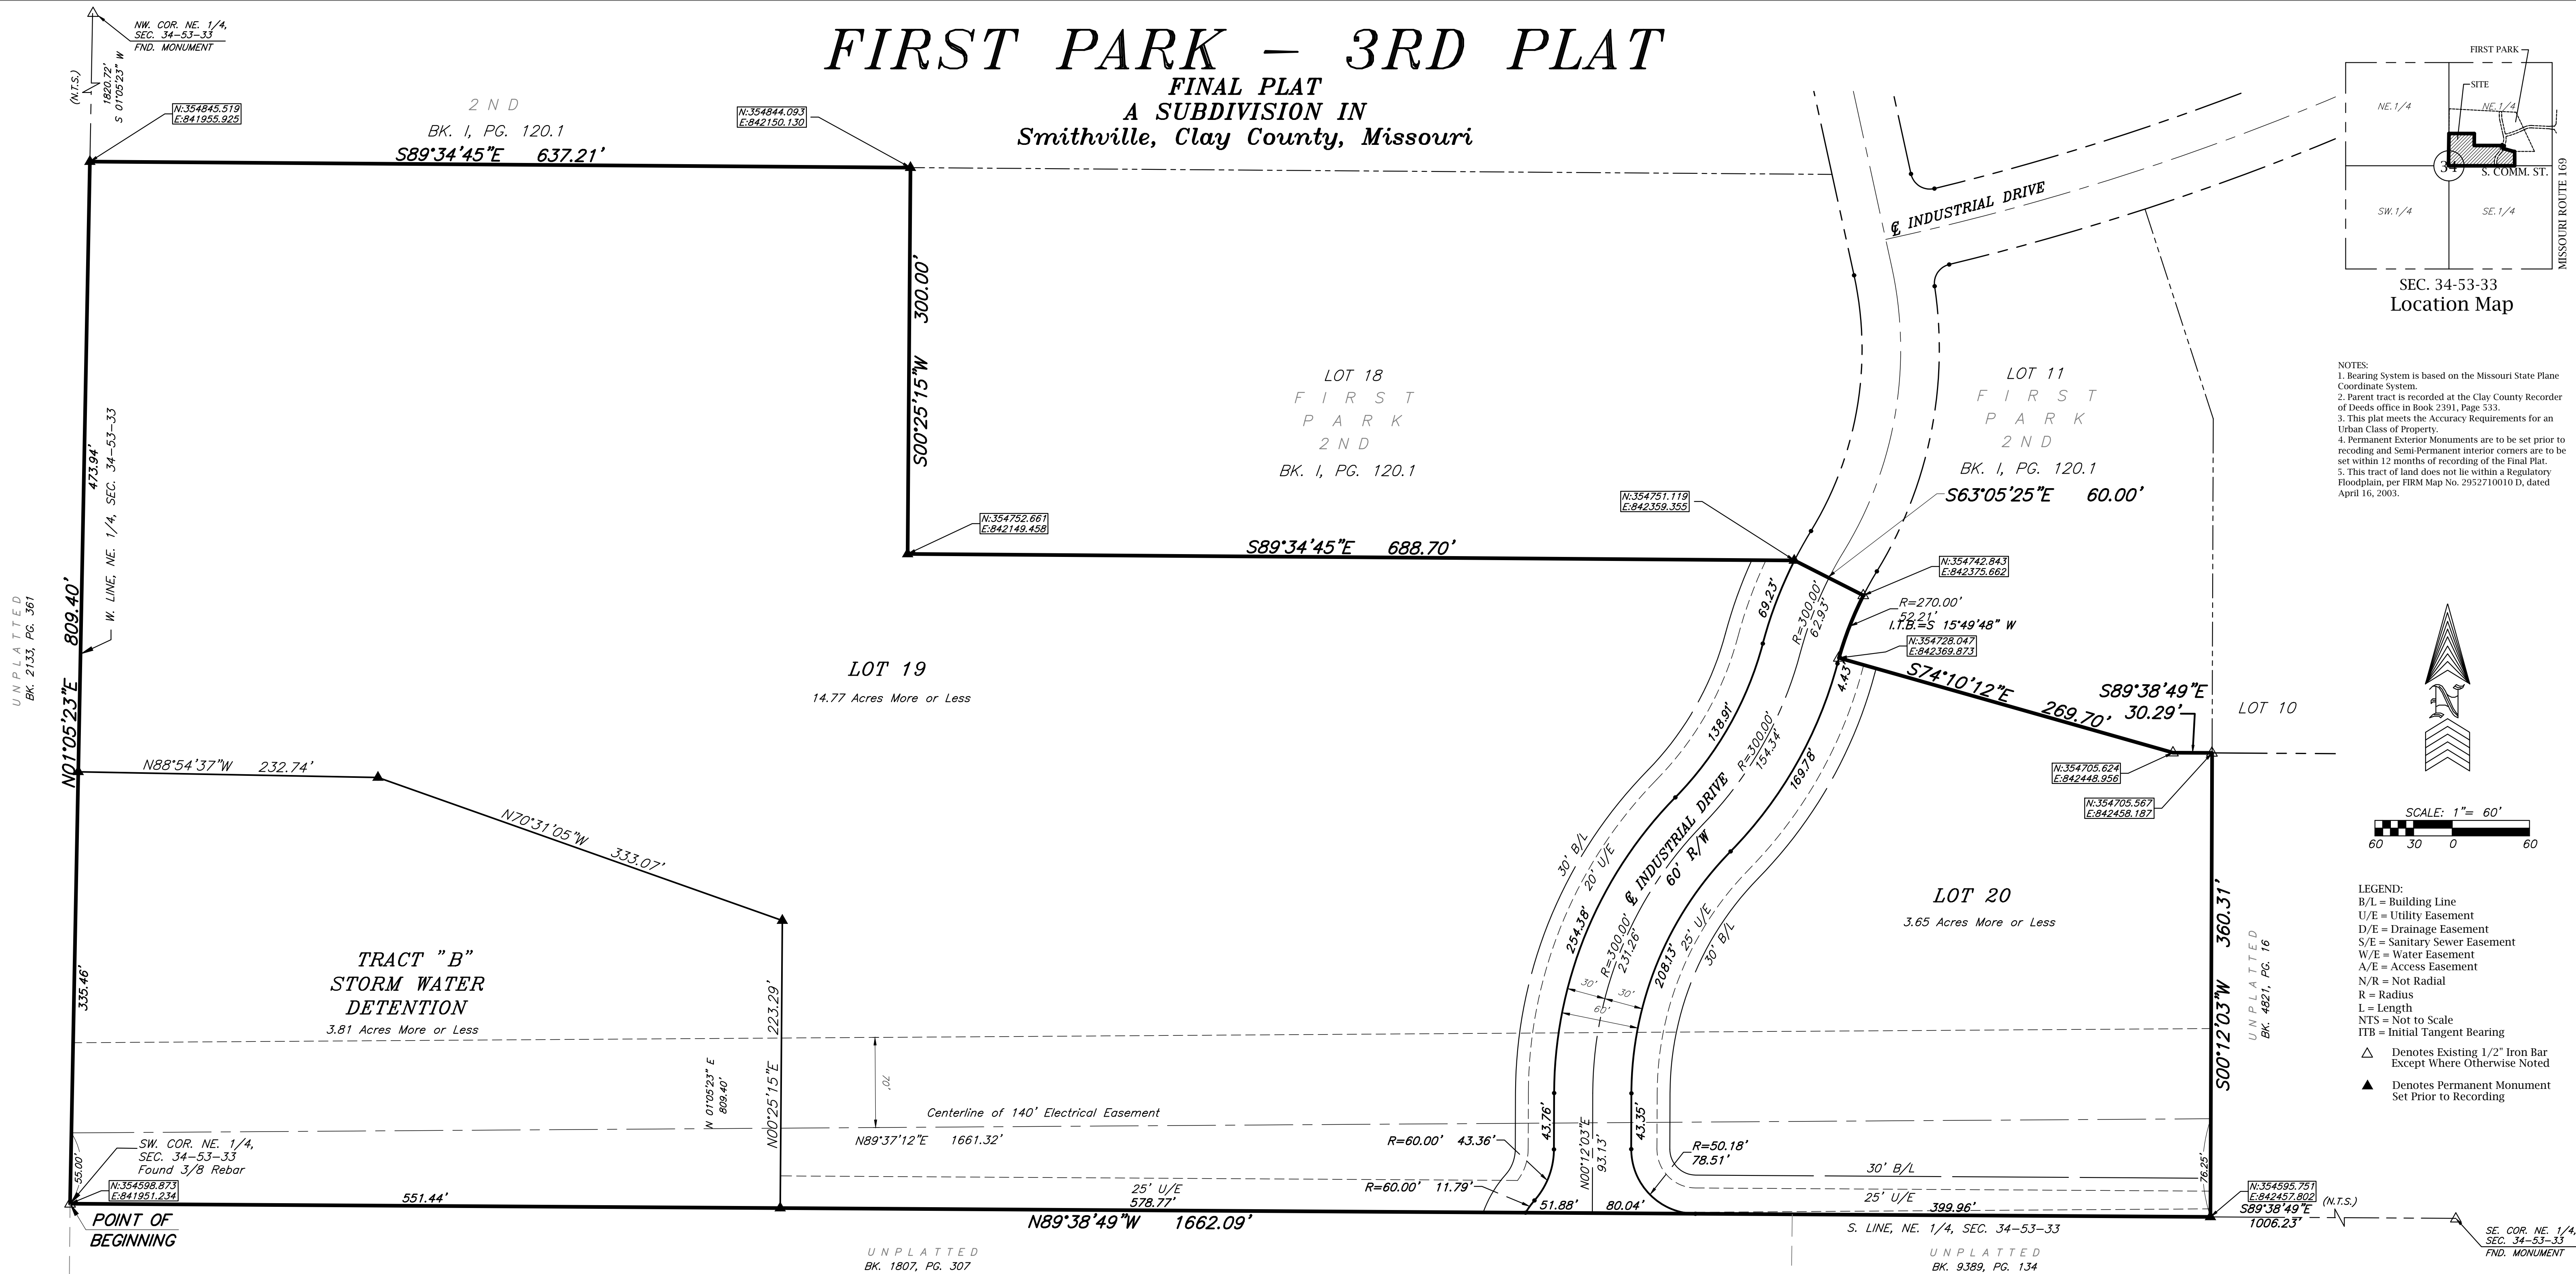 FIRST PARK - 3RD PLAT
FINAL PLAT
A SUBDIVISION IN
Smithville, Clay County, Missouri
NW. COR. NE. 1/4,
SEC. 34-53-33
FND. MONUMENT
(N.T.S.)
1820.72'
S 01°05'23" W
N:354845.519
E:841955.925
2 N D
BK. I, PG. 120.1
S89°34'45"E 637.21'
N:354844.093
E:842150.130
S00°25'15"W 300.00'
N:354752.661
E:842149.458
S89°34'45"E 688.70'
LOT 18
F I R S T
P A R K
2 N D
BK. I, PG. 120.1
N:354751.119
E:842359.355
℄ INDUSTRIAL DRIVE
LOT 11
F I R S T
P A R K
2 N D
BK. I, PG. 120.1
S63°05'25"E 60.00'
N:354742.843
E:842375.662
R=270.00'
52.21'
I.T.B.=S 15°49'48" W
N:354728.047
E:842369.873
S74°10'12"E 269.70'
S89°38'49"E
30.29'
LOT 10
N:354705.624
E:842448.956
N:354705.567
E:842458.187
473.94'
W. LINE, NE. 1/4, SEC. 34-53-33
N01°05'23"E 809.40'
U N P L A T T E D
BK. 2133, PG. 361
LOT 19
14.77 Acres More or Less
N88°54'37"W 232.74'
N70°31'05"W 333.07'
335.46'
TRACT "B"
STORM WATER
DETENTION
3.81 Acres More or Less
N00°25'15"E 223.29'
N 01°05'23" E
809.40'
70'
Centerline of 140' Electrical Easement
N89°37'12"E 1661.32'
69.23'
R=300.00'
62.93'
4.43'
138.91'
R=300.00'
154.34'
169.78'
30' B/L
20' U/E
℄ INDUSTRIAL DRIVE
60' R/W
254.38'
R=300.00'
231.26'
208.13'
25' U/E
30' B/L
30'
30'
60'
LOT 20
3.65 Acres More or Less
S00°12'03"W 360.31'
U N P L A T T E D
BK. 4821, PG. 16
43.76'
N00°12'03"E
93.13'
43.35'
R=60.00' 43.36'
R=60.00' 11.79'
R=50.18'
78.51'
30' B/L
25' U/E
76.25'
SW. COR. NE. 1/4,
SEC. 34-53-33
Found 3/8 Rebar
55.00'
N:354598.873
E:841951.234
POINT OF
BEGINNING
551.44'
25' U/E
578.77'
N89°38'49"W 1662.09'
51.88'
80.04'
399.96'
S. LINE, NE. 1/4, SEC. 34-53-33
U N P L A T T E D
BK. 1807, PG. 307
U N P L A T T E D
BK. 9389, PG. 134
N:354595.751
E:842457.802
(N.T.S.)
S89°38'49"E
1006.23'
SE. COR. NE. 1/4,
SEC. 34-53-33
FND. MONUMENT
FIRST PARK
SITE
NE.1/4
NE.1/4
34
S. COMM. ST.
SW.1/4
SE.1/4
MISSOURI ROUTE 169
SEC. 34-53-33
Location Map
NOTES:
1. Bearing System is based on the Missouri State Plane
Coordinate System.
2. Parent tract is recorded at the Clay County Recorder
of Deeds office in Book 2391, Page 533.
3. This plat meets the Accuracy Requirements for an
Urban Class of Property.
4. Permanent Exterior Monuments are to be set prior to
recoding and Semi-Permanent interior corners are to be
set within 12 months of recording of the Final Plat.
5. This tract of land does not lie within a Regulatory
Floodplain, per FIRM Map No. 2952710010 D, dated
April 16, 2003.
N
SCALE: 1"= 60'
60 30 0 60
LEGEND:
B/L = Building Line
U/E = Utility Easement
D/E = Drainage Easement
S/E = Sanitary Sewer Easement
W/E = Water Easement
A/E = Access Easement
N/R = Not Radial
R = Radius
L = Length
NTS = Not to Scale
ITB = Initial Tangent Bearing
Denotes Existing 1/2" Iron Bar
Except Where Otherwise Noted
Denotes Permanent Monument
Set Prior to Recording